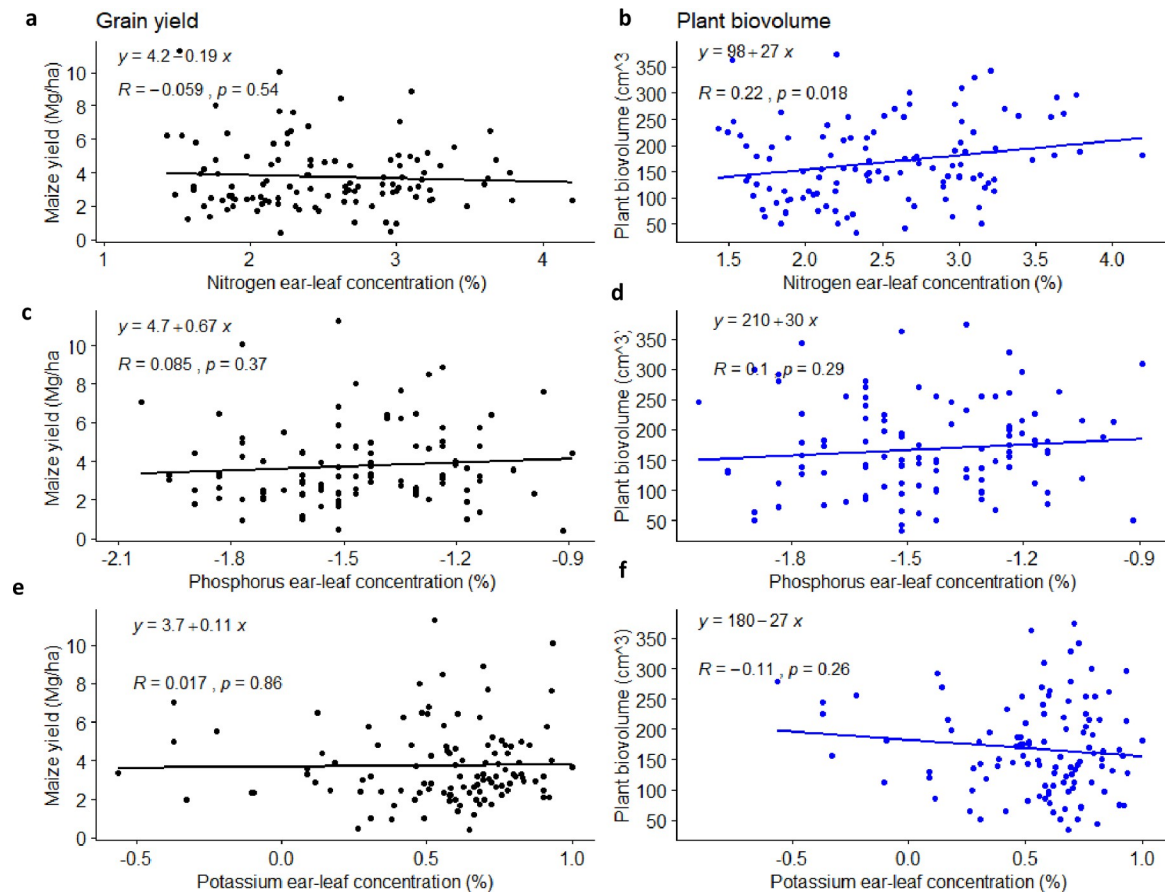 a Grain yield
y = 4.2−0.19 x
R = −0.059 , p = 0.54
Maize yield (Mg/ha)
10
8
6
4
2
0
1 2 3 4
Nitrogen ear-leaf concentration (%)
b Plant biovolume
y = 98+27 x
R = 0.22 , p = 0.018
Plant biovolume (cm^3
350
300
250
200
150
100
50
1.5 2.0 2.5 3.0 3.5 4.0
Nitrogen ear-leaf concentration (%)
c
y = 4.7+0.67 x
R = 0.085 , p = 0.37
Maize yield (Mg/ha)
10
8
6
4
2
0
-2.1 -1.8 -1.5 -1.2 -0.9
Phosphorus ear-leaf concentration (%)
d
y = 210+30 x
R = 0.1 , p = 0.29
Plant biovolume (cm^3)
350
300
250
200
150
100
50
-1.8 -1.5 -1.2 -0.9
Phosphorus ear-leaf concentration (%)
e
y = 3.7+0.11 x
R = 0.017 , p = 0.86
Maize yield (Mg/ha)
10
8
6
4
2
0
-0.5 0.0 0.5 1.0
Potassium ear-leaf concentration (%)
f
y = 180−27 x
R = −0.11 , p = 0.26
Plant biovolume (cm^3)
350
300
250
200
150
100
50
-0.5 0.0 0.5 1.0
Potassium ear-leaf concentration (%)